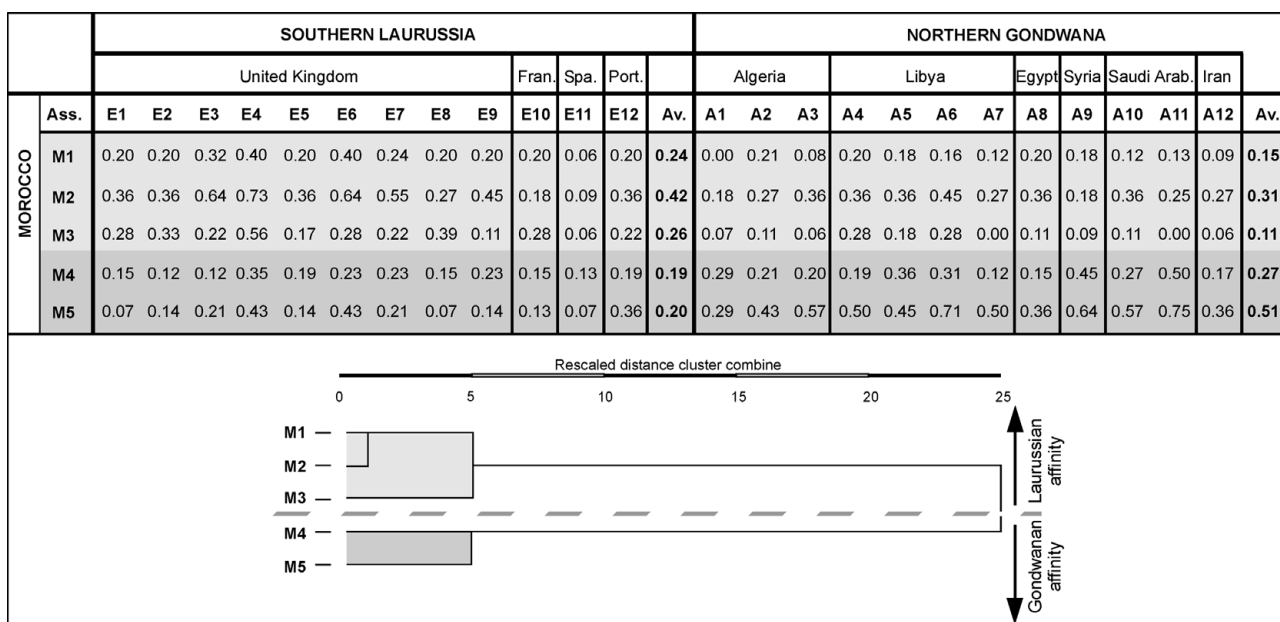 SOUTHERN LAURUSSIA NORTHERN GONDWANA
United Kingdom Fran. Spa. Port. Algeria Libya Egypt Syria Saudi Arab. Iran
Ass. E1 E2 E3 E4 E5 E6 E7 E8 E9 E10 E11 E12 Av. A1 A2 A3 A4 A5 A6 A7 A8 A9 A10 A11 A12 Av.
MOROCCO
M1 0.20 0.20 0.32 0.40 0.20 0.40 0.24 0.20 0.20 0.20 0.06 0.20 0.24 0.00 0.21 0.08 0.20 0.18 0.16 0.12 0.20 0.18 0.12 0.13 0.09 0.15
M2 0.36 0.36 0.64 0.73 0.36 0.64 0.55 0.27 0.45 0.18 0.09 0.36 0.42 0.18 0.27 0.36 0.36 0.36 0.45 0.27 0.36 0.18 0.36 0.25 0.27 0.31
M3 0.28 0.33 0.22 0.56 0.17 0.28 0.22 0.39 0.11 0.28 0.06 0.22 0.26 0.07 0.11 0.06 0.28 0.18 0.28 0.00 0.11 0.09 0.11 0.00 0.06 0.11
M4 0.15 0.12 0.12 0.35 0.19 0.23 0.23 0.15 0.23 0.15 0.13 0.19 0.19 0.29 0.21 0.20 0.19 0.36 0.31 0.12 0.15 0.45 0.27 0.50 0.17 0.27
M5 0.07 0.14 0.21 0.43 0.14 0.43 0.21 0.07 0.14 0.13 0.07 0.36 0.20 0.29 0.43 0.57 0.50 0.45 0.71 0.50 0.36 0.64 0.57 0.75 0.36 0.51
Rescaled distance cluster combine
0 5 10 15 20 25
M1
M2
M3
M4
M5
Laurussian
affinity
Gondwanan
affinity